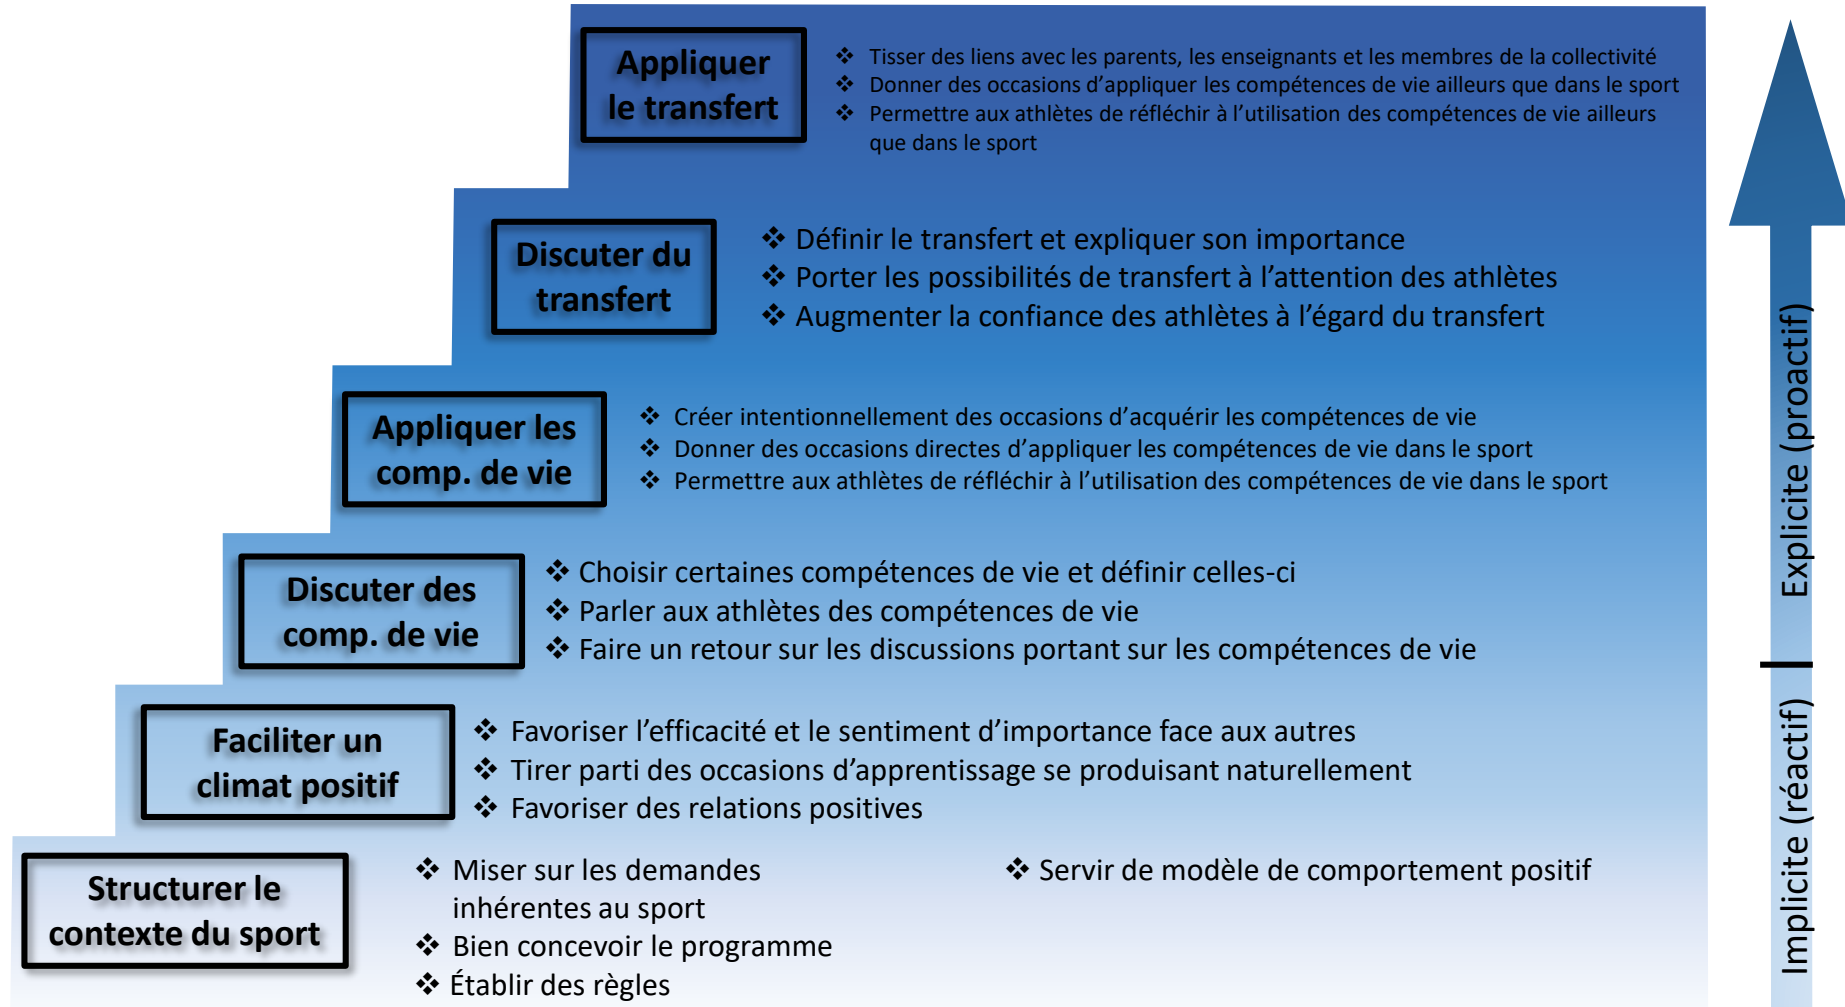 Appliquer
le transfert
❖ Tisser des liens avec les parents, les enseignants et les membres de la collectivité
❖ Donner des occasions d’appliquer les compétences de vie ailleurs que dans le sport
❖ Permettre aux athlètes de réfléchir à l’utilisation des compétences de vie ailleurs
que dans le sport
Discuter du
transfert
❖ Définir le transfert et expliquer son importance
❖ Porter les possibilités de transfert à l’attention des athlètes
❖ Augmenter la confiance des athlètes à l’égard du transfert
Appliquer les
comp. de vie
❖ Créer intentionnellement des occasions d’acquérir les compétences de vie
❖ Donner des occasions directes d’appliquer les compétences de vie dans le sport
❖ Permettre aux athlètes de réfléchir à l’utilisation des compétences de vie dans le sport
Discuter des
comp. de vie
❖ Choisir certaines compétences de vie et définir celles-ci
❖ Parler aux athlètes des compétences de vie
❖ Faire un retour sur les discussions portant sur les compétences de vie
Faciliter un
climat positif
❖ Favoriser l’efficacité et le sentiment d’importance face aux autres
❖ Tirer parti des occasions d’apprentissage se produisant naturellement
❖ Favoriser des relations positives
Structurer le
contexte du sport
❖ Miser sur les demandes
inhérentes au sport
❖ Bien concevoir le programme
❖ Établir des règles
❖ Servir de modèle de comportement positif
Explicite (proactif)
Implicite (réactif)